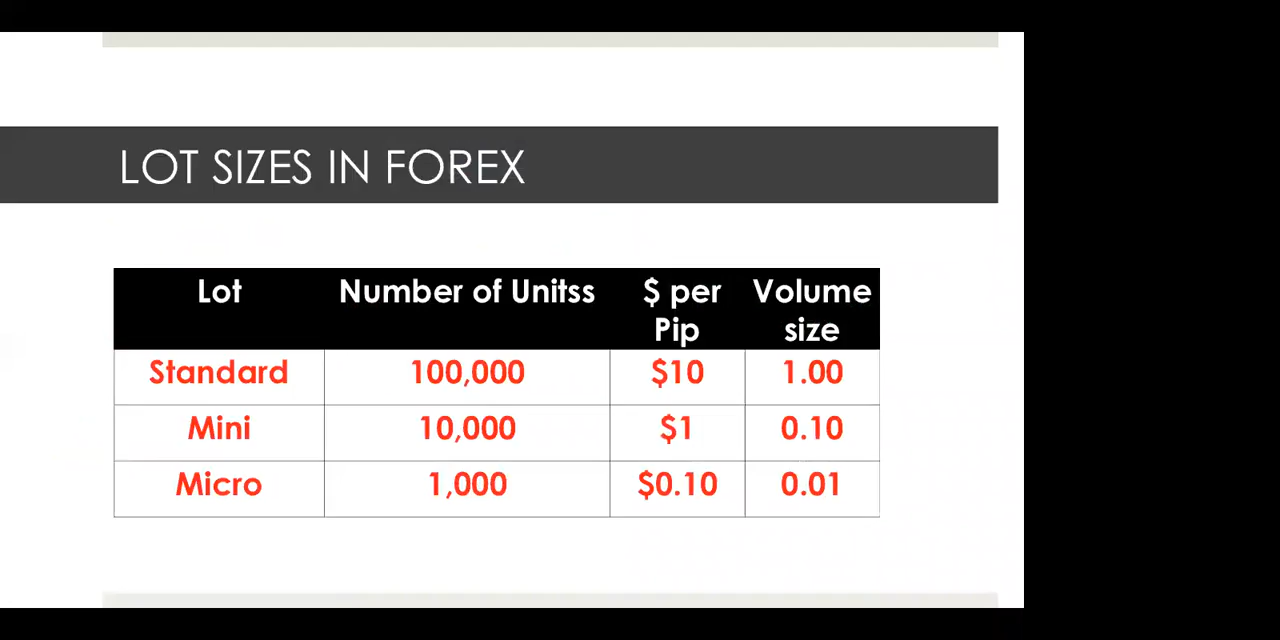 LOT SIZES IN FOREX
Lot Number of Unitss $ per Pip Volume size
Standard 100,000 $10 1.00
Mini 10,000 $1 0.10
Micro 1,000 $0.10 0.01